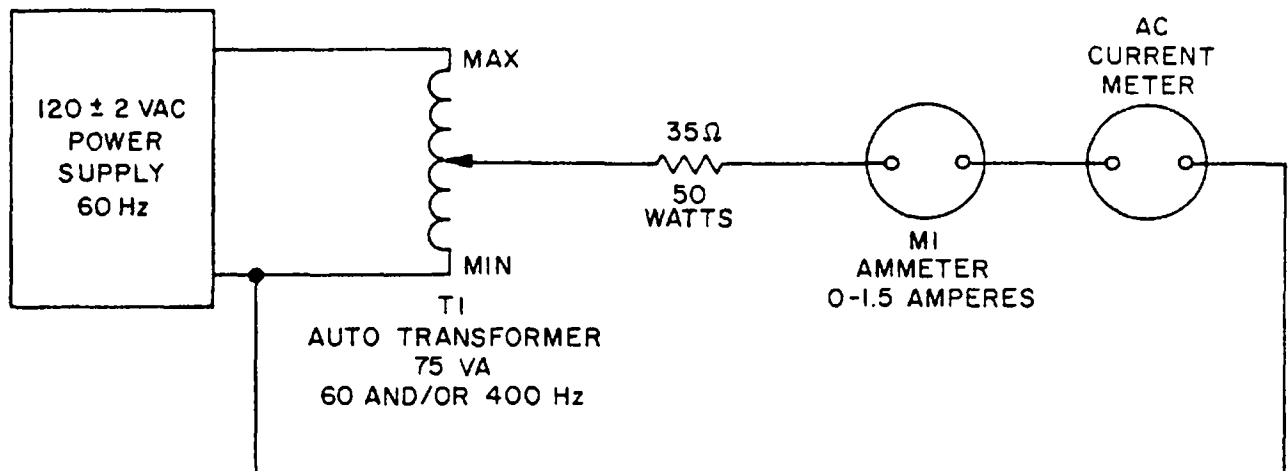 120 ± 2 VAC
POWER
SUPPLY
60 Hz
MAX
MIN
T1
AUTO TRANSFORMER
75 VA
60 AND/OR 400 Hz
35Ω
50
WATTS
M1
AMMETER
0-1.5 AMPERES
AC
CURRENT
METER